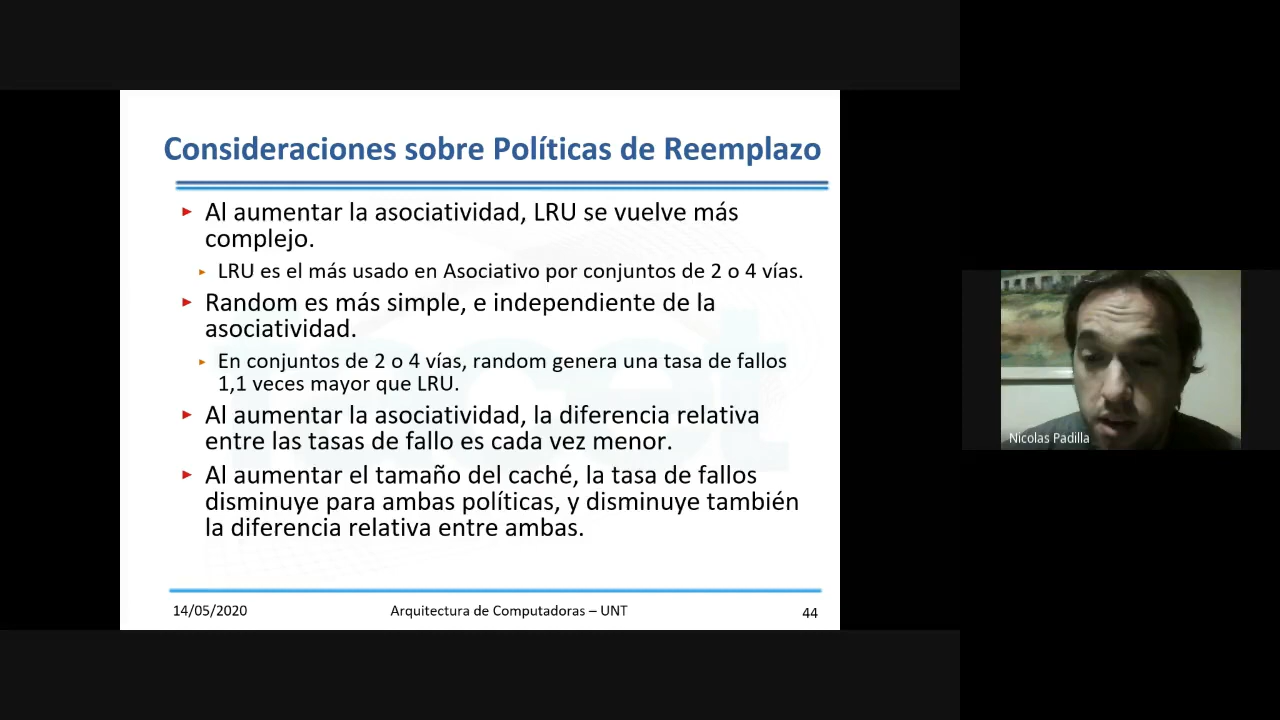 Consideraciones sobre Políticas de Reemplazo
Al aumentar la asociatividad, LRU se vuelve más
complejo.
LRU es el más usado en Asociativo por conjuntos de 2 o 4 vías.
Random es más simple, e independiente de la
asociatividad.
En conjuntos de 2 o 4 vías, random genera una tasa de fallos
1,1 veces mayor que LRU.
Al aumentar la asociatividad, la diferencia relativa
entre las tasas de fallo es cada vez menor.
Al aumentar el tamaño del caché, la tasa de fallos
disminuye para ambas políticas, y disminuye también
la diferencia relativa entre ambas.
14/05/2020
Arquitectura de Computadoras – UNT
44
Nicolas Padilla